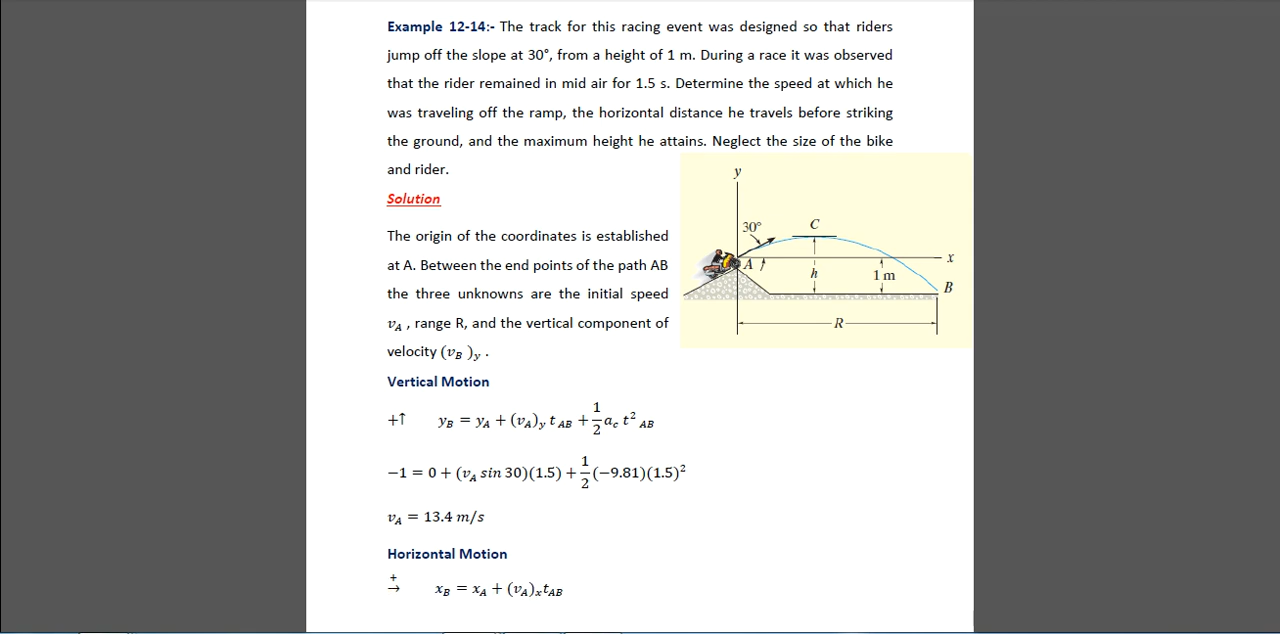 Example 12-14:- The track for this racing event was designed so that riders
jump off the slope at 30°, from a height of 1 m. During a race it was observed
that the rider remained in mid air for 1.5 s. Determine the speed at which he
was traveling off the ramp, the horizontal distance he travels before striking
the ground, and the maximum height he attains. Neglect the size of the bike
and rider.
Solution
The origin of the coordinates is established
at A. Between the end points of the path AB
the three unknowns are the initial speed
v_A , range R, and the vertical component of
velocity (v_B )_y .
y
30°
C
A
x
h
1 m
B
R
Vertical Motion
+↑ y_B = y_A + (v_A)_y t_AB + 1/2 a_c t²_AB
−1 = 0 + (v_A sin 30)(1.5) + 1/2 (−9.81)(1.5)²
v_A = 13.4 m/s
Horizontal Motion
+→ x_B = x_A + (v_A)_x t_AB